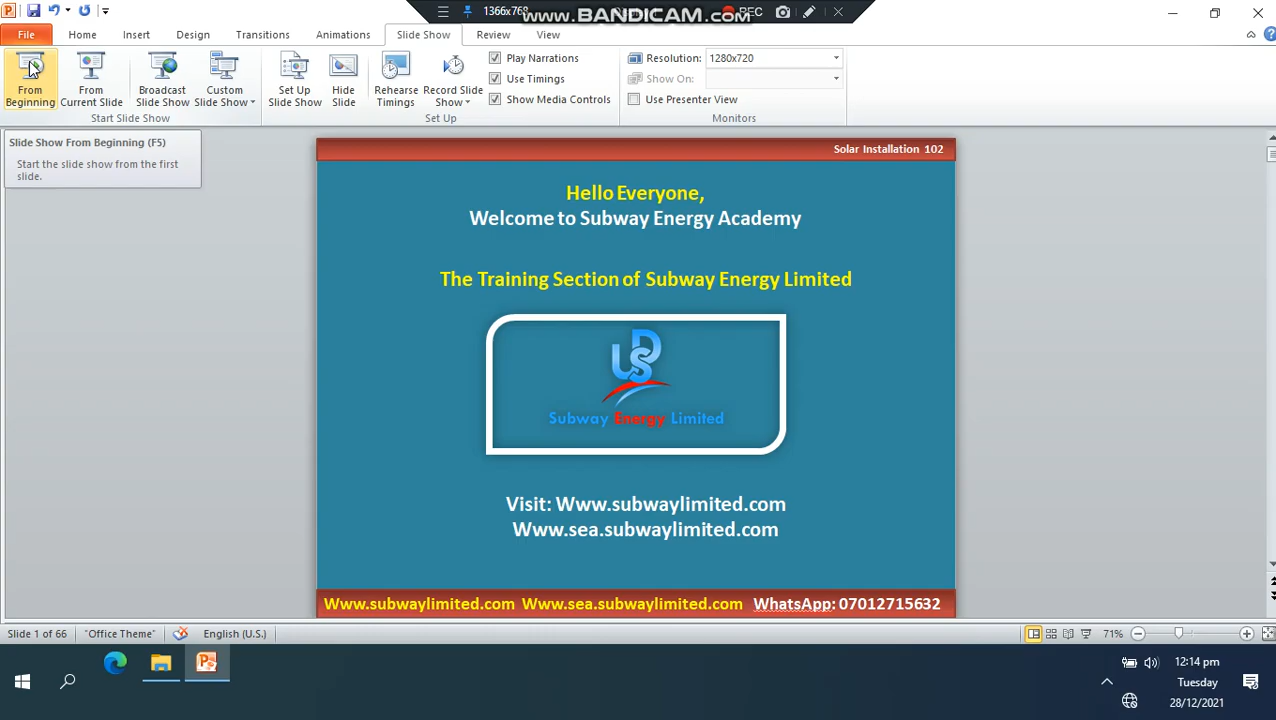 1366x768
www.BANDICAM.com
REC
File Home Insert Design Transitions Animations Slide Show Review View
From Beginning
From Current Slide
Broadcast Slide Show
Custom Slide Show
Set Up Slide Show
Hide Slide
Rehearse Timings
Record Slide Show
Play Narrations
Use Timings
Show Media Controls
Resolution: 1280x720
Show On:
Use Presenter View
Start Slide Show
Set Up
Monitors
Slide Show From Beginning (F5)
Start the slide show from the first
slide.
Solar Installation 102
Hello Everyone,
Welcome to Subway Energy Academy
The Training Section of Subway Energy Limited
USD
Subway Energy Limited
Visit: Www.subwaylimited.com
Www.sea.subwaylimited.com
Www.subwaylimited.com Www.sea.subwaylimited.com WhatsApp: 07012715632
Slide 1 of 66 "Office Theme" English (U.S.) 71%
12:14 pm
Tuesday
28/12/2021